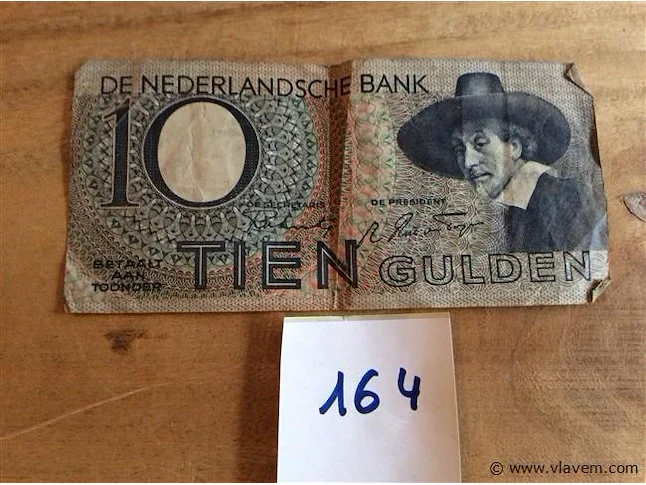 DE NEDERLANDSCHE BANK
10
DE SECRETARIS
DE PRESIDENT
BETAALT
AAN
TOONDER
TIEN GULDEN
164
© www.vlavem.com